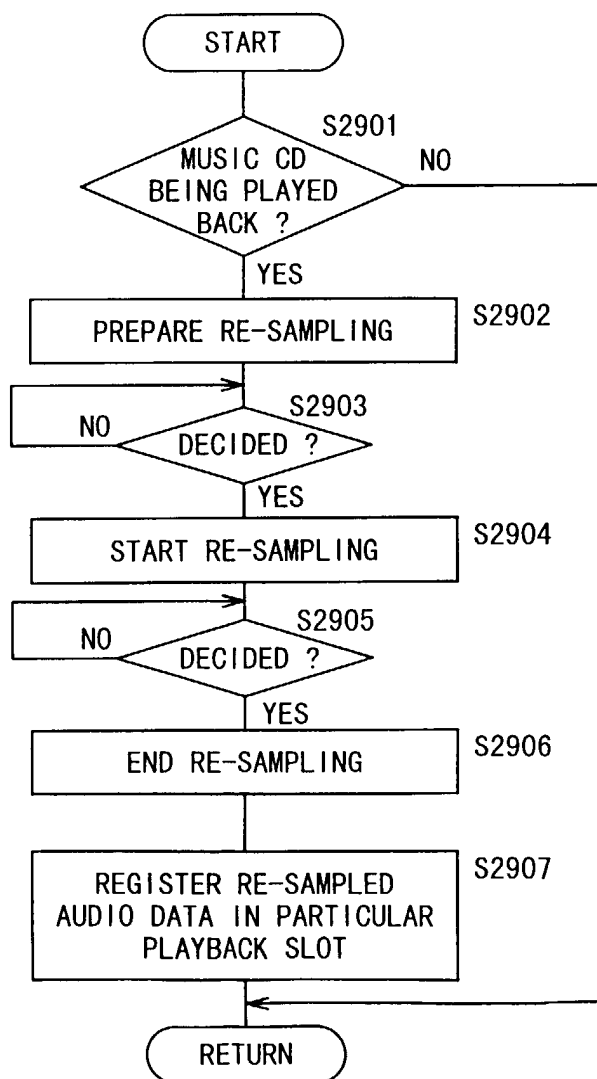 START
S2901
MUSIC CD
BEING PLAYED
BACK ?
NO
YES
PREPARE RE-SAMPLING
S2902
S2903
NO
DECIDED ?
YES
START RE-SAMPLING
S2904
S2905
NO
DECIDED ?
YES
END RE-SAMPLING
S2906
S2907
REGISTER RE-SAMPLED
AUDIO DATA IN PARTICULAR
PLAYBACK SLOT
RETURN